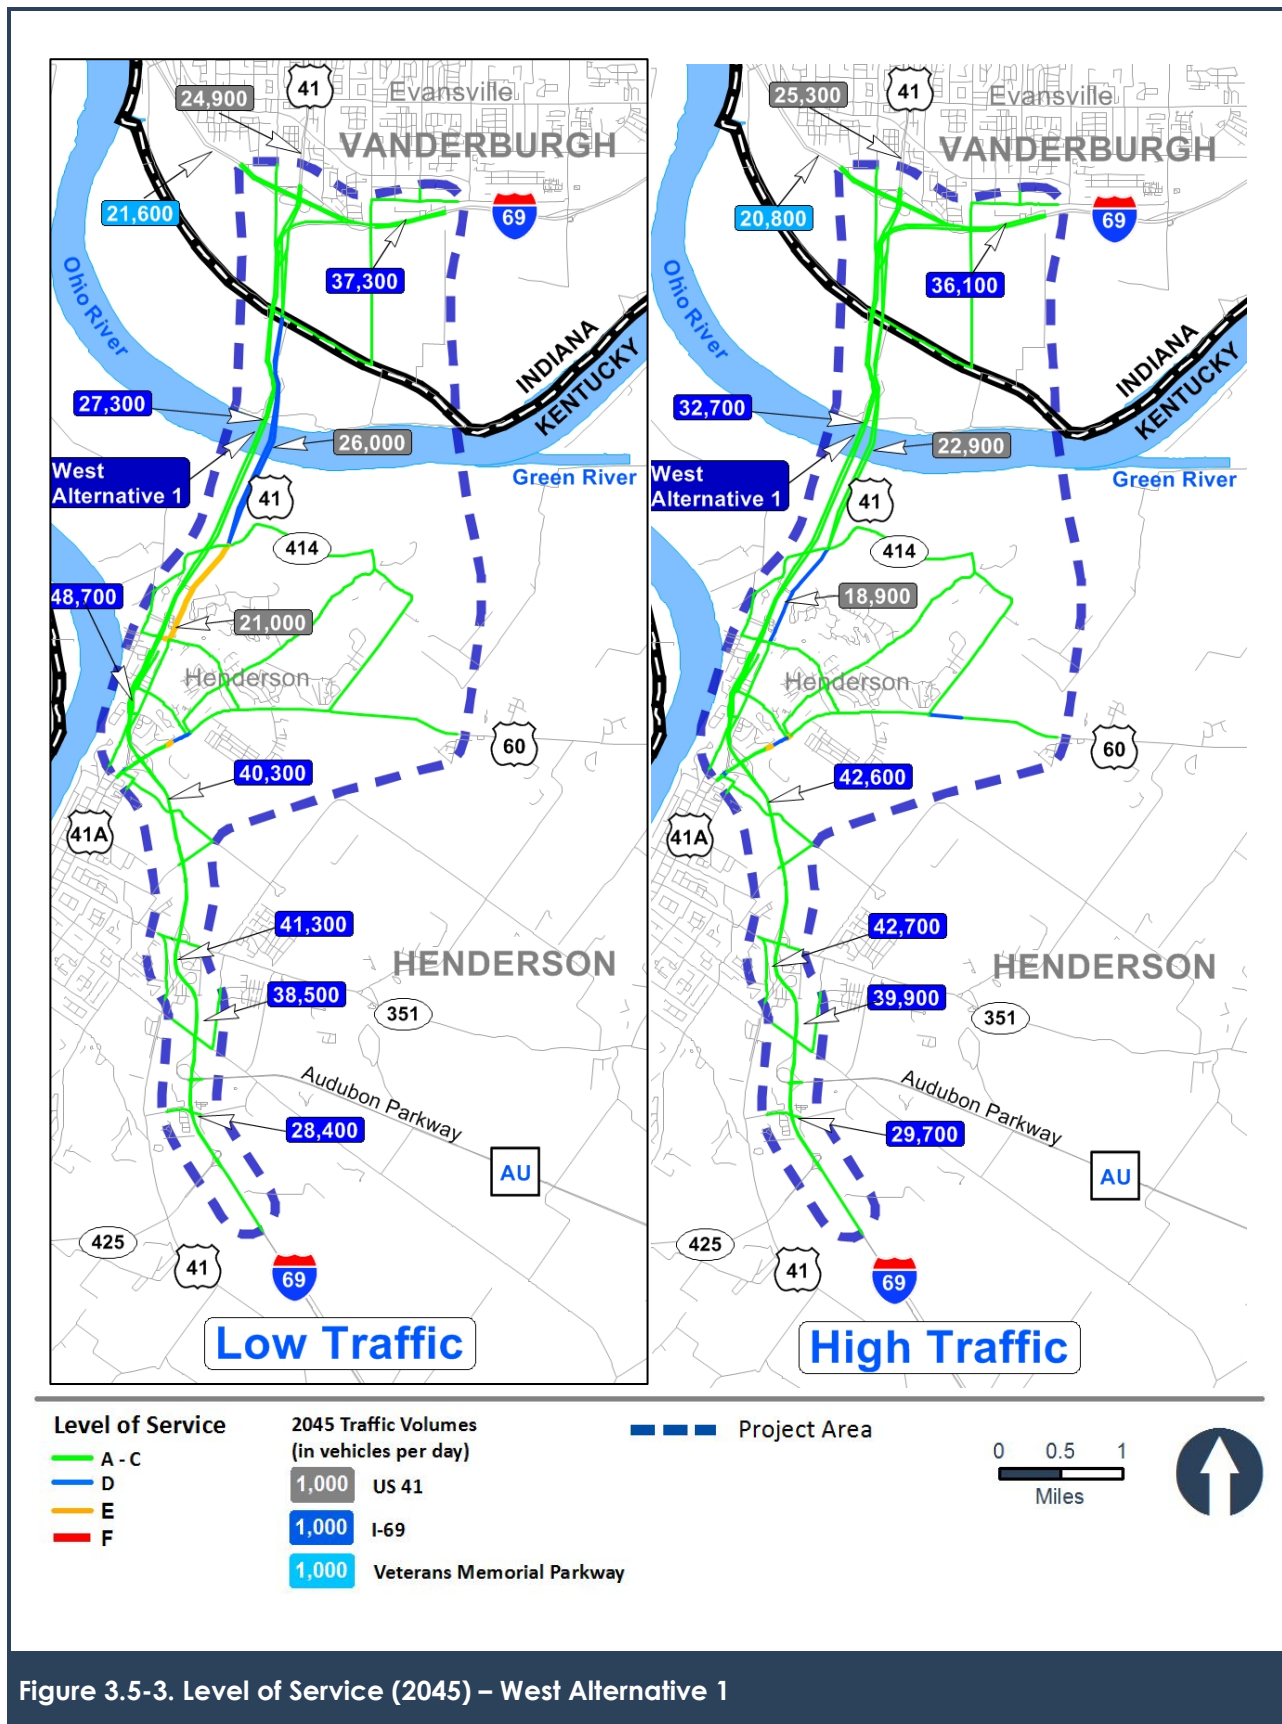 41
24,900
Evansville
VANDERBURGH
21,600
69
37,300
Ohio River
INDIANA
KENTUCKY
27,300
26,000
West
Alternative 1
Green River
41
414
48,700
21,000
Henderson
60
40,300
41A
41,300
HENDERSON
38,500
351
Audubon Parkway
28,400
AU
425
41
69
Low Traffic
41
25,300
Evansville
VANDERBURGH
20,800
69
36,100
Ohio River
INDIANA
KENTUCKY
32,700
22,900
West
Alternative 1
Green River
41
414
18,900
Henderson
60
42,600
41A
42,700
HENDERSON
39,900
351
Audubon Parkway
29,700
AU
425
41
69
High Traffic
Level of Service
A - C
D
E
F
2045 Traffic Volumes
(in vehicles per day)
1,000 US 41
1,000 I-69
1,000 Veterans Memorial Parkway
Project Area
0 0.5 1
Miles
Figure 3.5-3. Level of Service (2045) – West Alternative 1